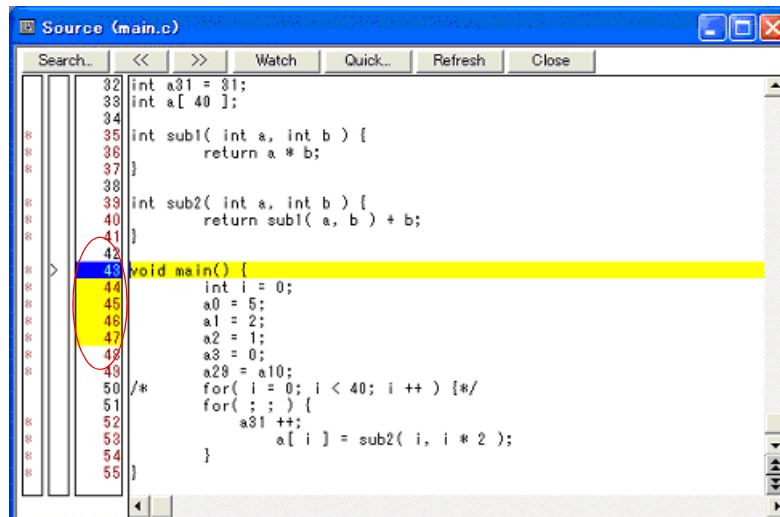 Source (main.c)
Search.. << >> Watch Quick... Refresh Close
32 int a31 = 31;
33 int a[ 40 ];
34
* 35 int sub1( int a, int b ) {
* 36 return a * b;
* 37 }
38
* 39 int sub2( int a, int b ) {
* 40 return sub1( a, b ) + b;
* 41 }
42
* > 43 void main() {
* 44 int i = 0;
* 45 a0 = 5;
* 46 a1 = 2;
* 47 a2 = 1;
* 48 a3 = 0;
* 49 a29 = a10;
50 /* for( i = 0; i < 40; i ++ ) {*/
51 for( ; ; ) {
* 52 a31 ++;
* 53 a[ i ] = sub2( i, i * 2 );
* 54 }
* 55 }